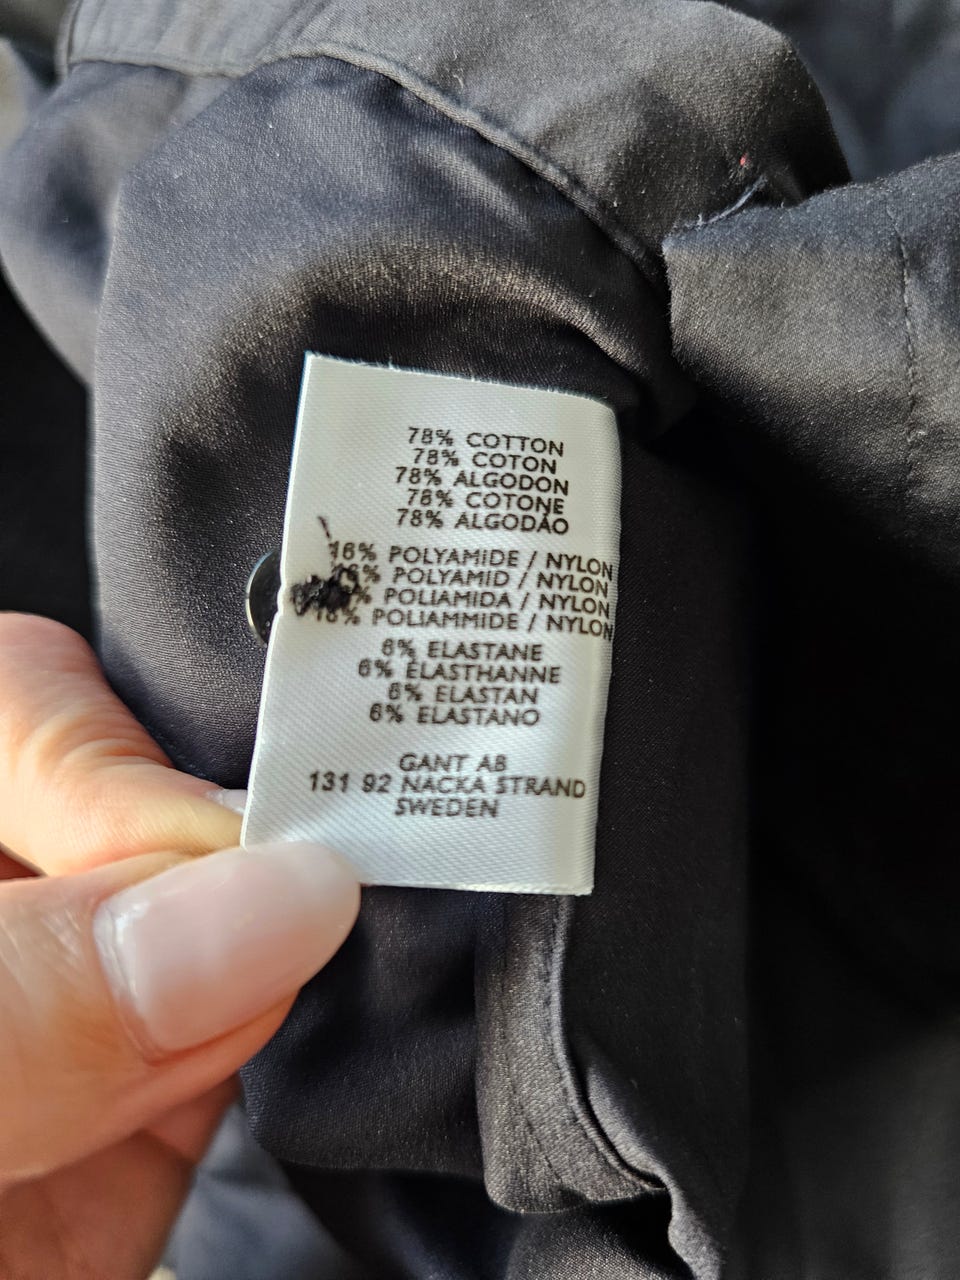 78% COTTON
78% COTON
78% ALGODON
78% COTONE
78% ALGODÃO
16% POLYAMIDE / NYLON
POLYAMID / NYLON
POLIAMIDA / NYLON
16% POLIAMMIDE / NYLON
6% ELASTANE
6% ÉLASTHANNE
6% ELASTAN
6% ELASTANO
GANT AB
131 92 NACKA STRAND
SWEDEN